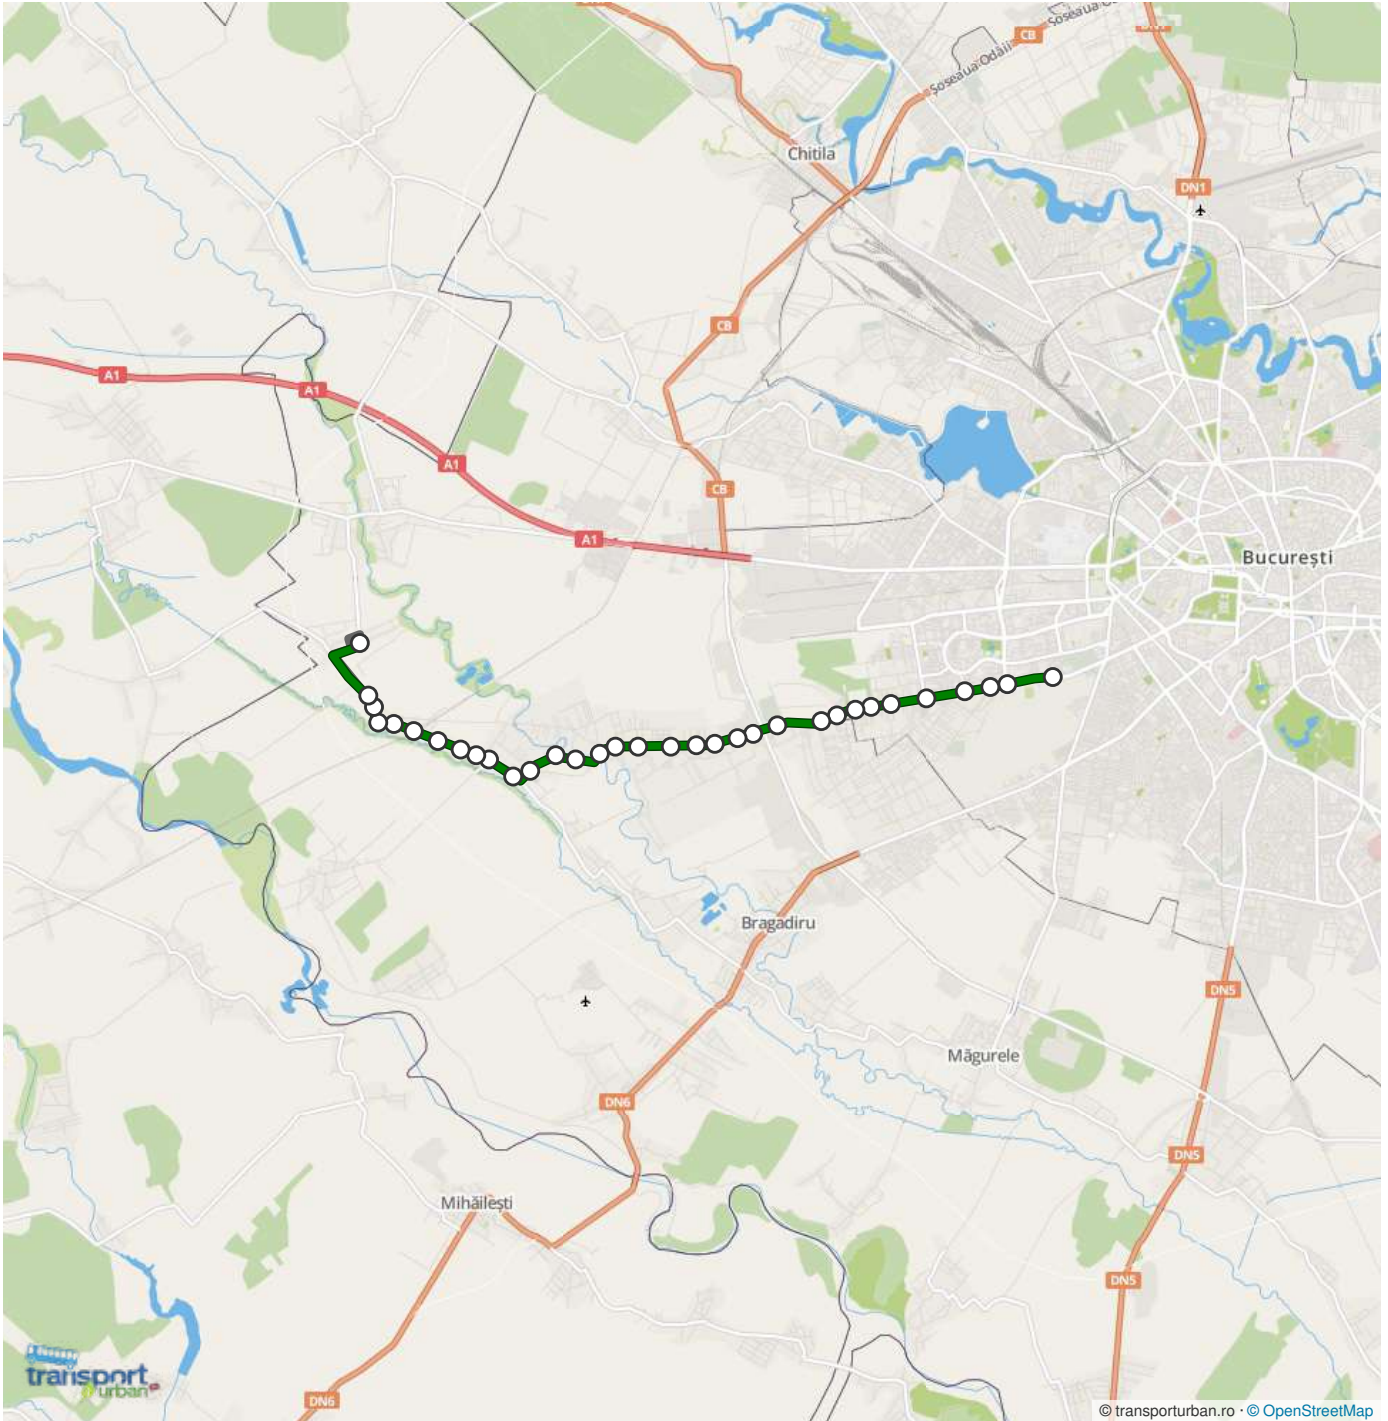 Șoseaua Odăii
CB
Chitila
DN1
CB
A1
A1
A1
CB
A1
București
Bragadiru
DN5
Măgurele
DN6
DN5
Mihăilești
DN5
DN6
transport
urban
© transporturban.ro · © OpenStreetMap